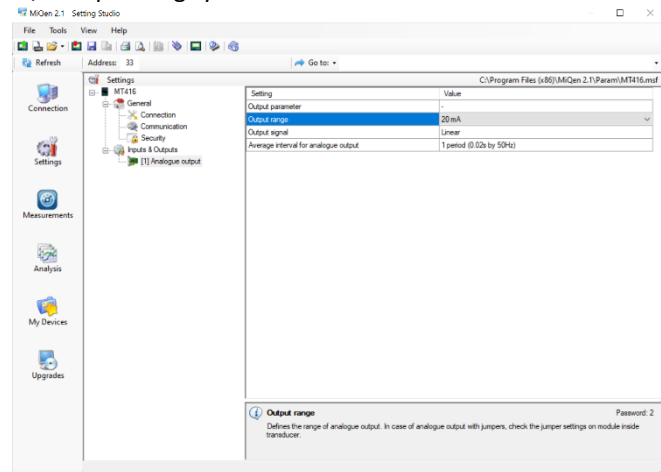 MiQen 2.1 Setting Studio
File Tools View Help
Refresh Address: 33 Go to:
Settings C:\Program Files (x86)\MiQen 2.1\Param\MT416.msf
Connection
Settings
Measurements
Analysis
My Devices
Upgrades
MT416
General
Connection
Communication
Security
Inputs & Outputs
[1] Analogue output
Setting Value
Output parameter -
Output range 20 mA
Output signal Linear
Average interval for analogue output 1 period (0.02s by 50Hz)
Output range Password: 2
Defines the range of analogue output. In case of analogue output with jumpers, check the jumper settings on module inside
transducer.